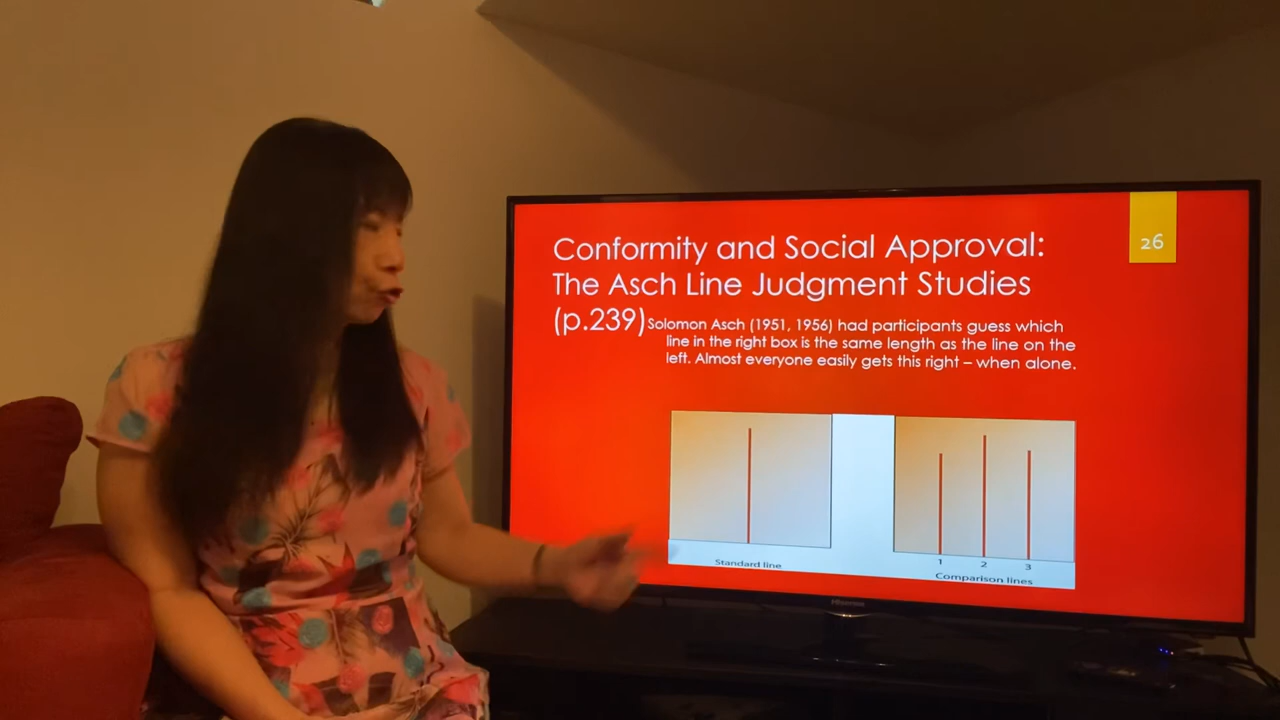 Conformity and Social Approval:
The Asch Line Judgment Studies
(p.239)
Solomon Asch (1951, 1956) had participants guess which
line in the right box is the same length as the line on the
left. Almost everyone easily gets this right – when alone.
26
Standard line
1 2 3
Comparison lines
Hisense